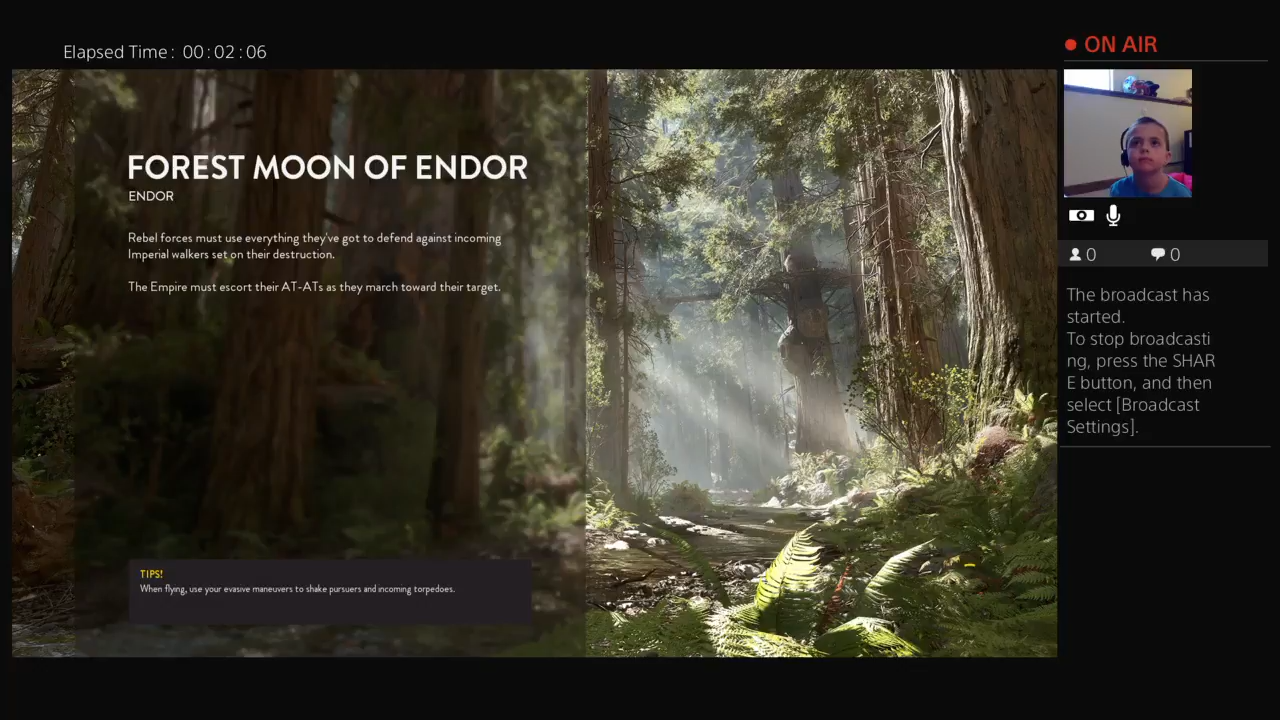 Elapsed Time: 00:02:06
ON AIR
FOREST MOON OF ENDOR
ENDOR
Rebel forces must use everything they've got to defend against incoming
Imperial walkers set on their destruction.
The Empire must escort their AT-ATs as they march toward their target.
TIPS!
When flying, use your evasive maneuvers to shake pursuers and incoming torpedoes.
0
0
The broadcast has
started.
To stop broadcasti
ng, press the SHAR
E button, and then
select [Broadcast
Settings].